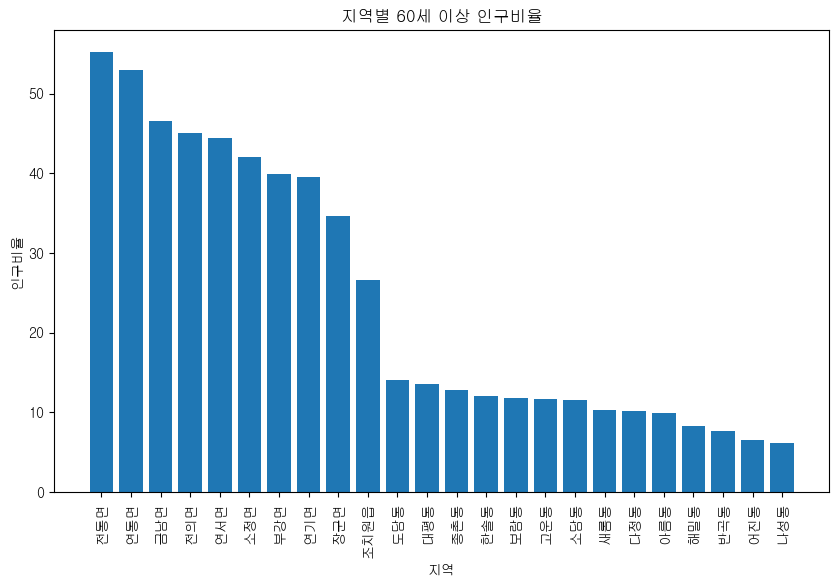 지역별 60세 이상 인구비율
인구비율
50
40
30
20
10
0
전동면
연동면
금남면
전의면
연서면
소정면
부강면
연기면
장군면
조치원읍
도담동
대평동
종촌동
한솔동
보람동
고운동
소담동
새롬동
다정동
아름동
해밀동
반곡동
어진동
나성동
지역